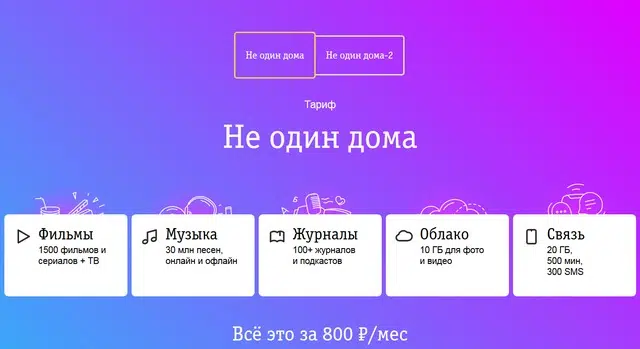 Не один дома
Не один дома-2
Тариф
Не один дома
Фильмы
1500 фильмов и
сериалов + ТВ
Музыка
30 млн песен,
онлайн и офлайн
Журналы
100+ журналов
и подкастов
Облако
10 ГБ для фото
и видео
Связь
20 ГБ,
500 мин,
300 SMS
Всё это за 800 ₽/мес